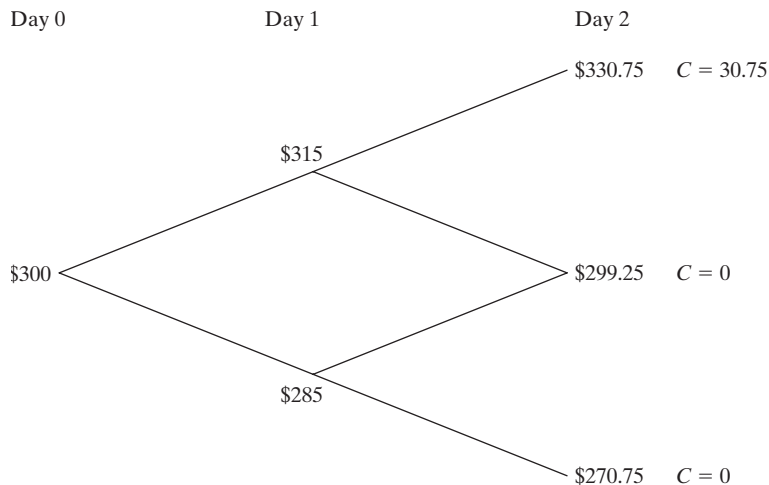 Day 0 Day 1 Day 2
$330.75 C = 30.75
$315
$300 $299.25 C = 0
$285
$270.75 C = 0